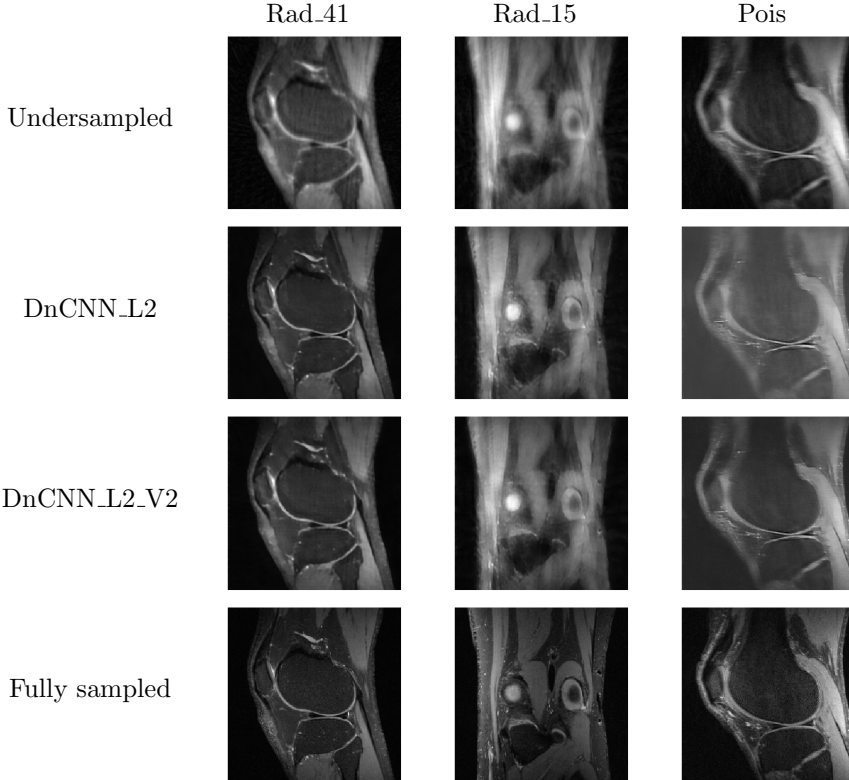 Rad_41 Rad_15 Pois
Undersampled
DnCNN_L2
DnCNN_L2_V2
Fully sampled